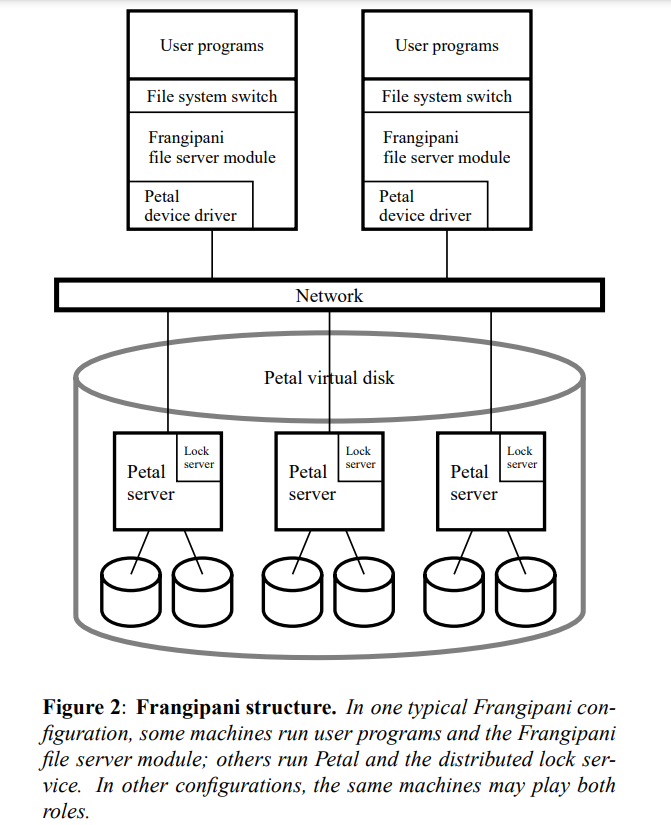 User programs
User programs
File system switch
File system switch
Frangipani
file server module
Frangipani
file server module
Petal
device driver
Petal
device driver
Network
Petal virtual disk
Lock
server
Petal
server
Lock
server
Petal
server
Lock
server
Petal
server
Figure 2: Frangipani structure. In one typical Frangipani con-
figuration, some machines run user programs and the Frangipani
file server module; others run Petal and the distributed lock ser-
vice. In other configurations, the same machines may play both
roles.